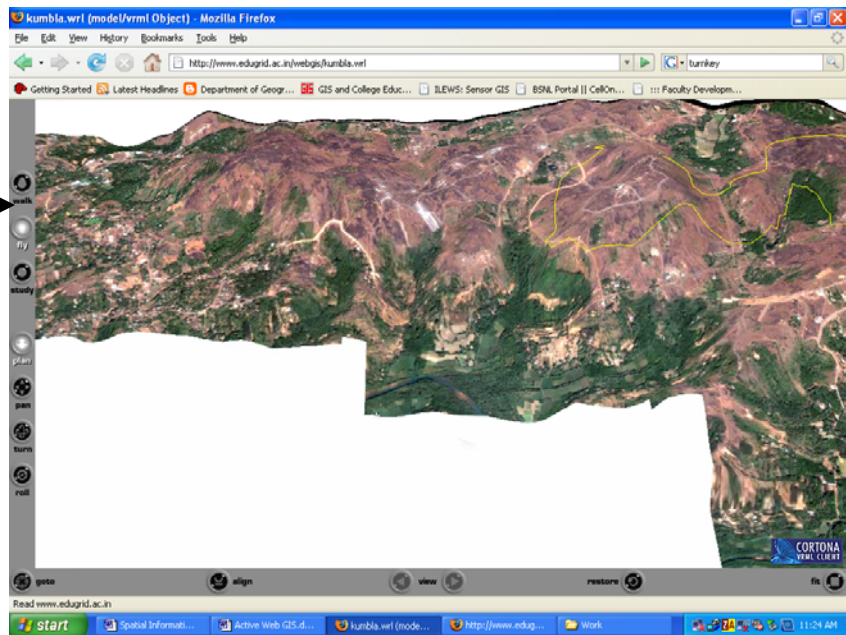 kumbla.wrl (model/vrml Object) - Mozilla Firefox
File Edit View History Bookmarks Tools Help
http://www.edugrid.ac.in/webgis/kumbla.wrl
turnkey
Getting Started Latest Headlines Department of Geogr... GIS and College Educ... ILEWS: Sensor GIS BSNL Portal || CellOn... ::: Faculty Developm...
walk
fly
study
plan
pan
turn
roll
CORTONA
VRML CLIENT
goto align view restore fit
Read www.edugrid.ac.in
start Spatial Informati... Active Web GIS.d... kumbla.wrl (mode... http://www.edug... Work 11:24 AM